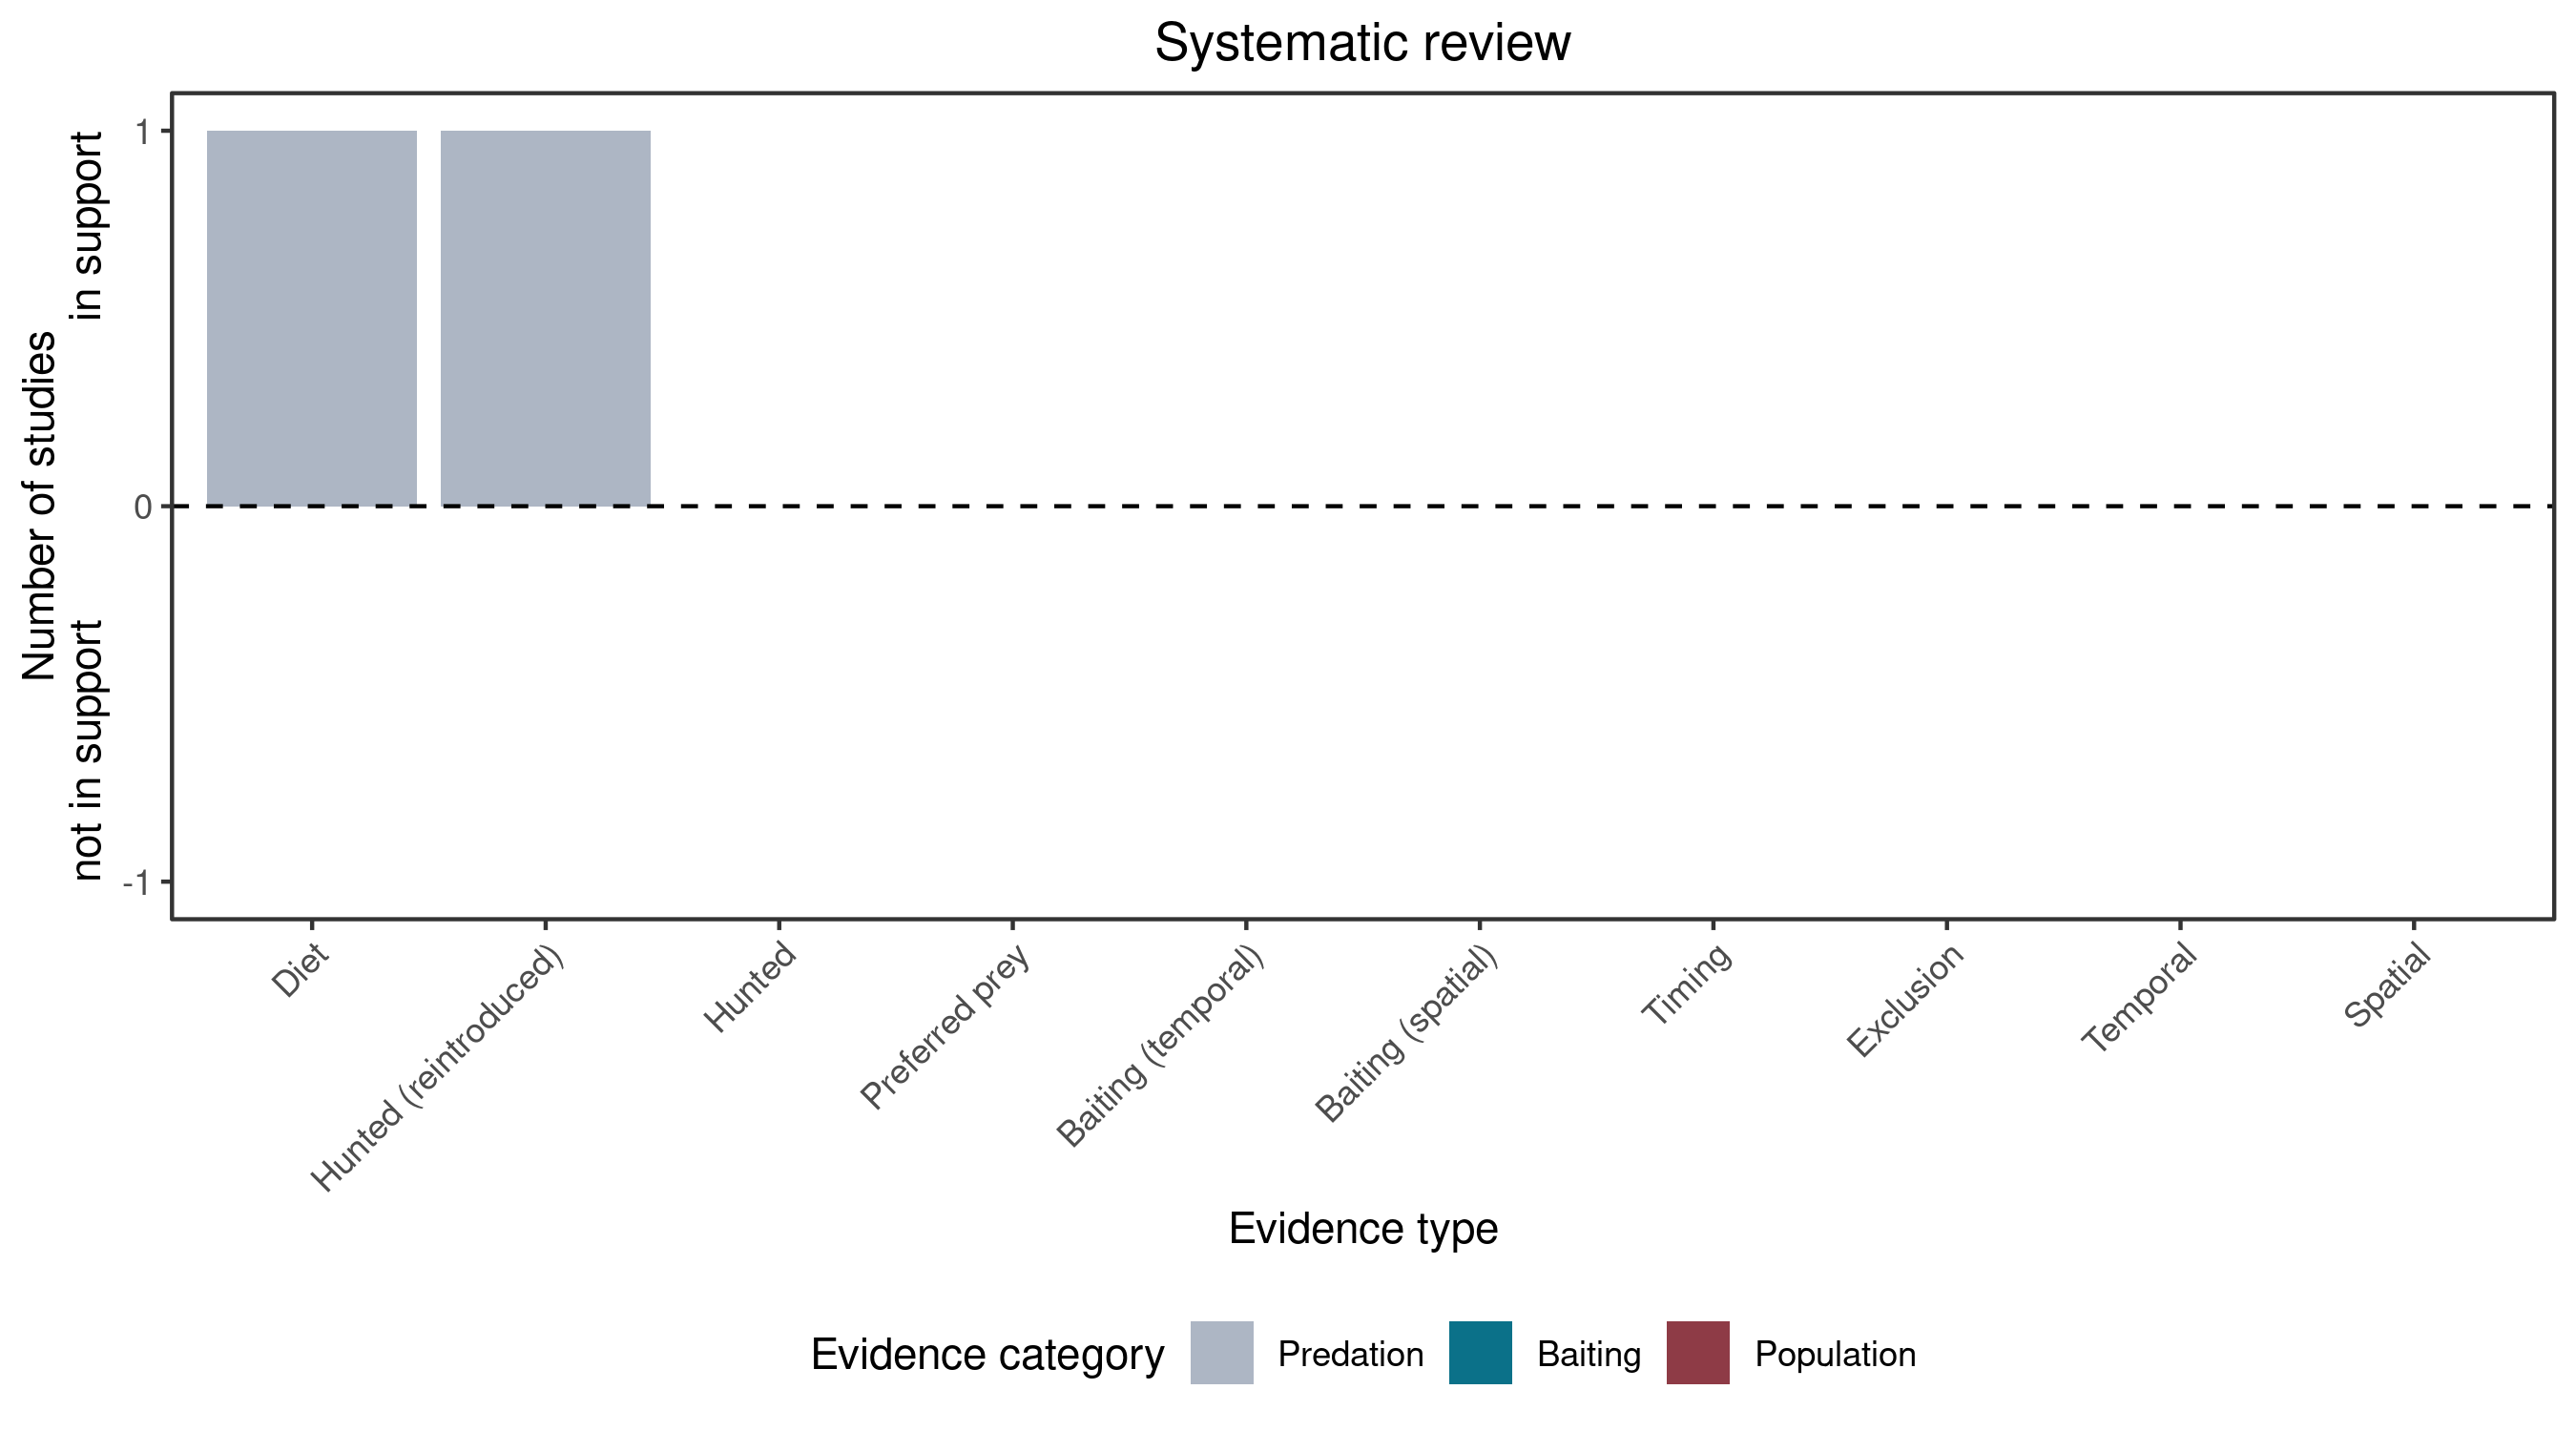 Systematic review
Number of studies
in support
not in support
1
0
-1
Diet
Hunted (reintroduced)
Hunted
Preferred prey
Baiting (temporal)
Baiting (spatial)
Timing
Exclusion
Temporal
Spatial
Evidence type
Evidence category
Predation
Baiting
Population